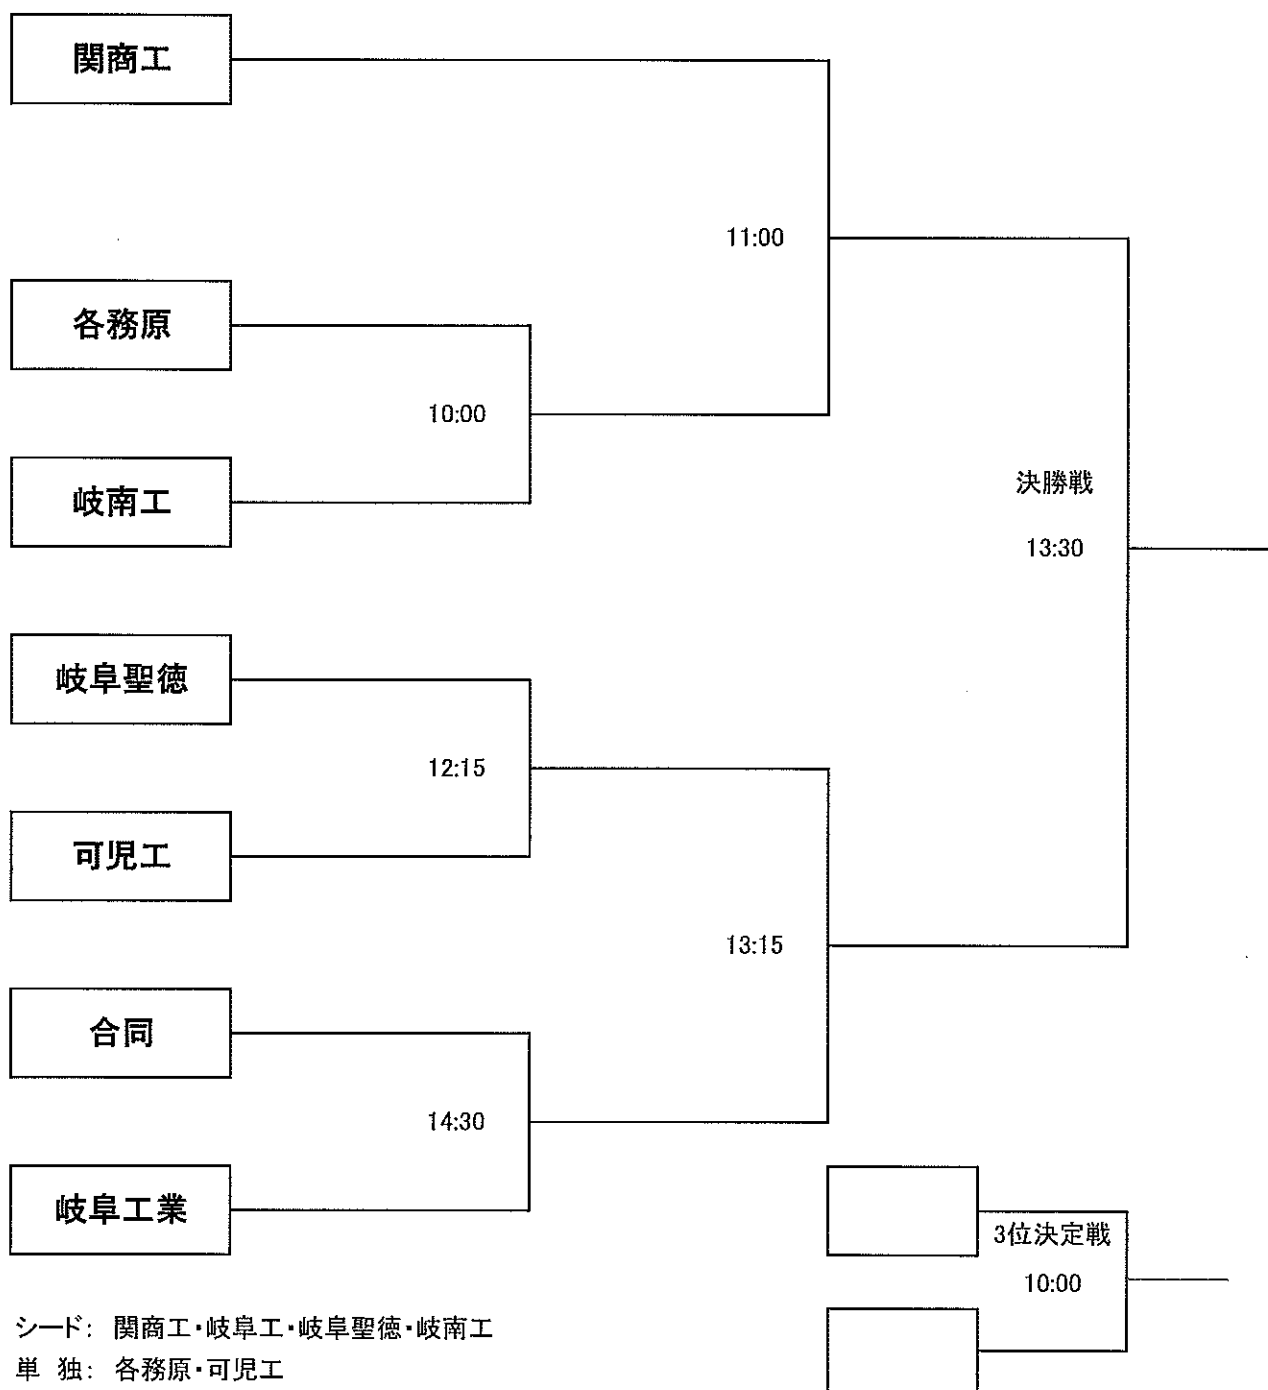 関商工
11:00
各務原
10:00
岐南工
決勝戦
13:30
岐阜聖徳
12:15
可児工
13:15
合同
14:30
岐阜工業
3位決定戦
10:00
シード： 関商工・岐阜工・岐阜聖徳・岐南工
単 独： 各務原・可児工